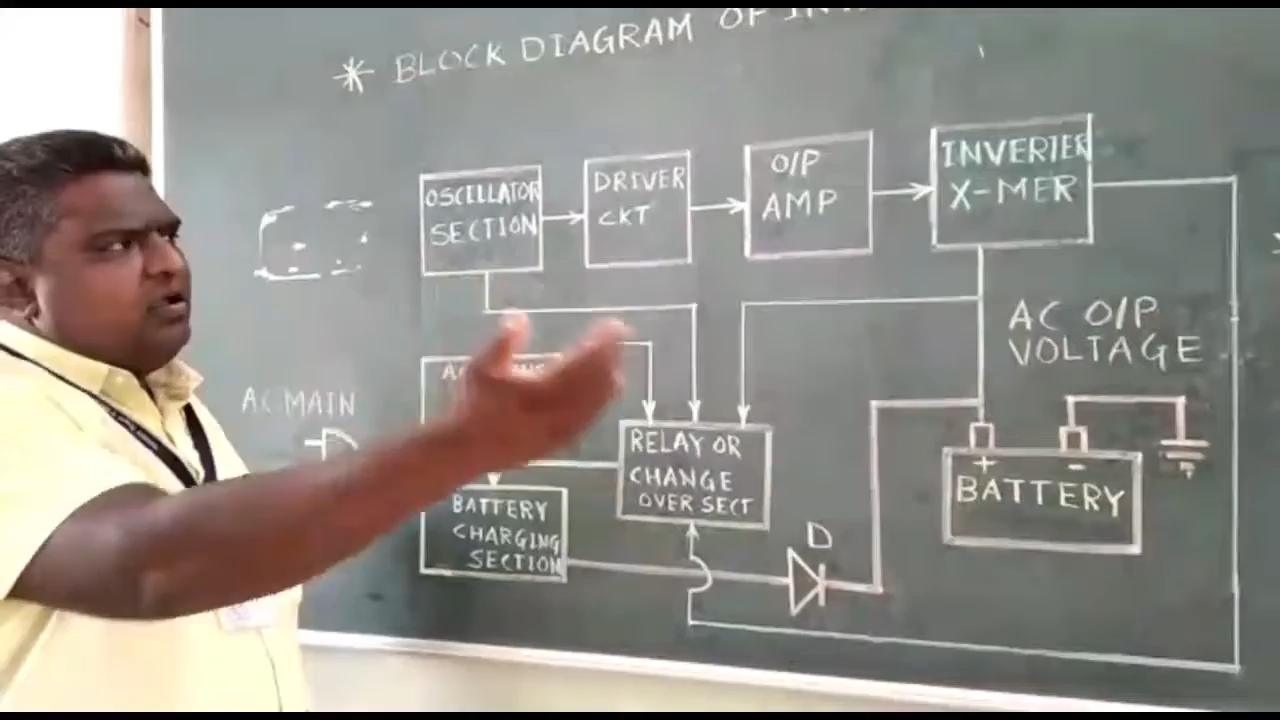 * BLOCK DIAGRAM OF
OSCILLATOR
SECTION
DRIVER
CKT
O/P
AMP
INVERTER
X-MER
AC O/P
VOLTAGE
AC MAIN
RELAY OR
CHANGE
OVER SECT
BATTERY
CHARGING
SECTION
D
+ -
BATTERY